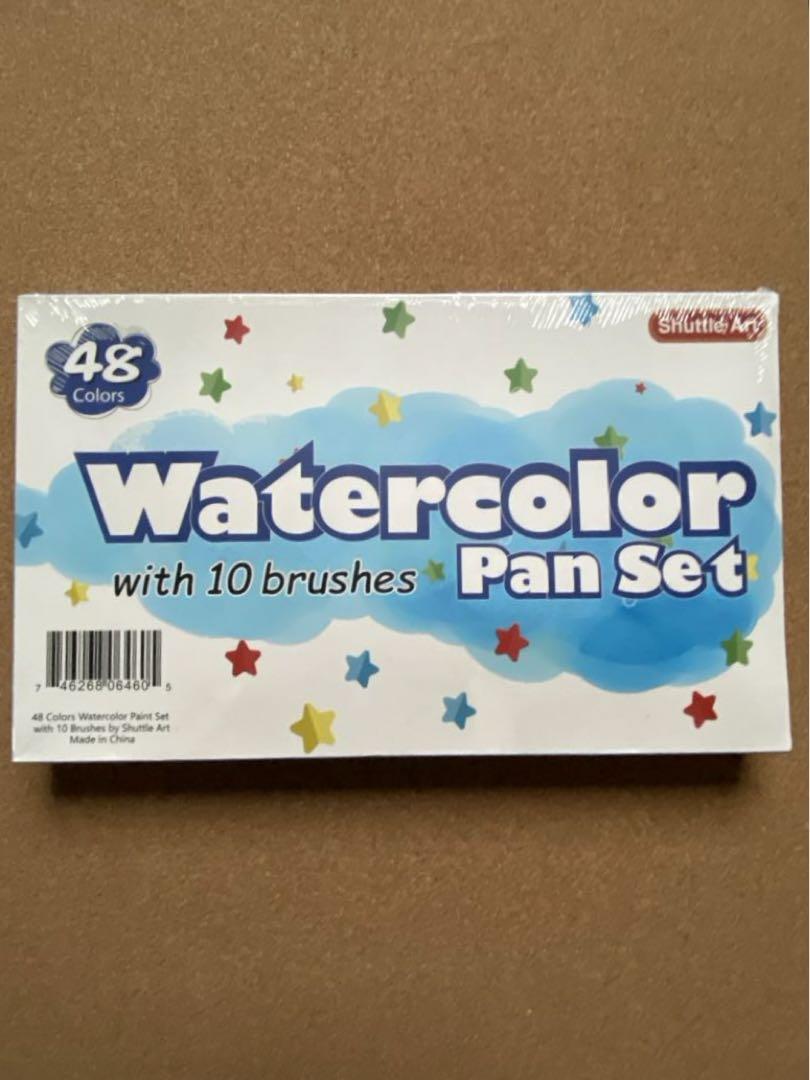 48
Colors
Shuttle Art
Watercolor
with 10 brushes
Pan Set
7 46268 06460 5
48 Colors Watercolor Paint Set
with 10 Brushes by Shuttle Art
Made in China